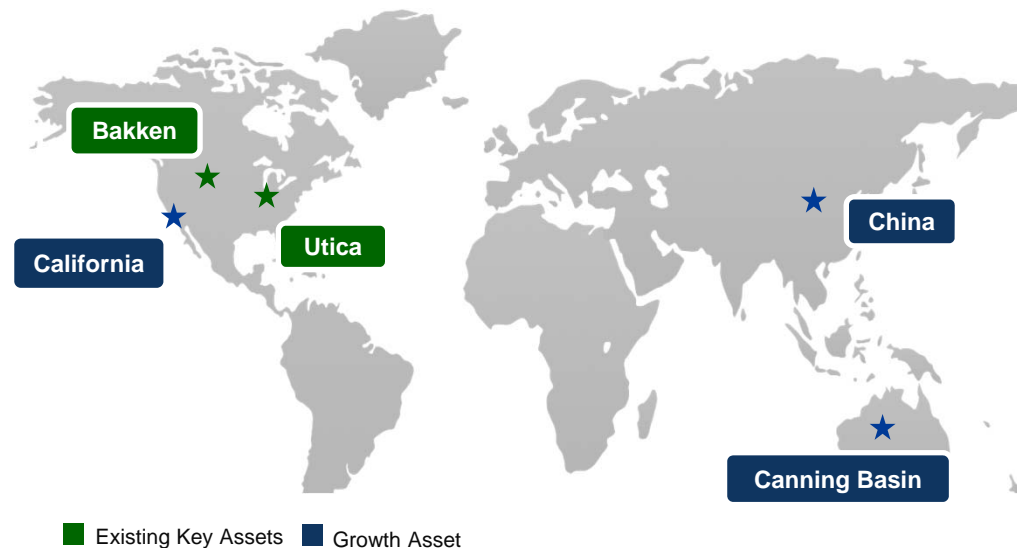 Bakken
Utica
California
China
Canning Basin
Existing Key Assets
Growth Asset